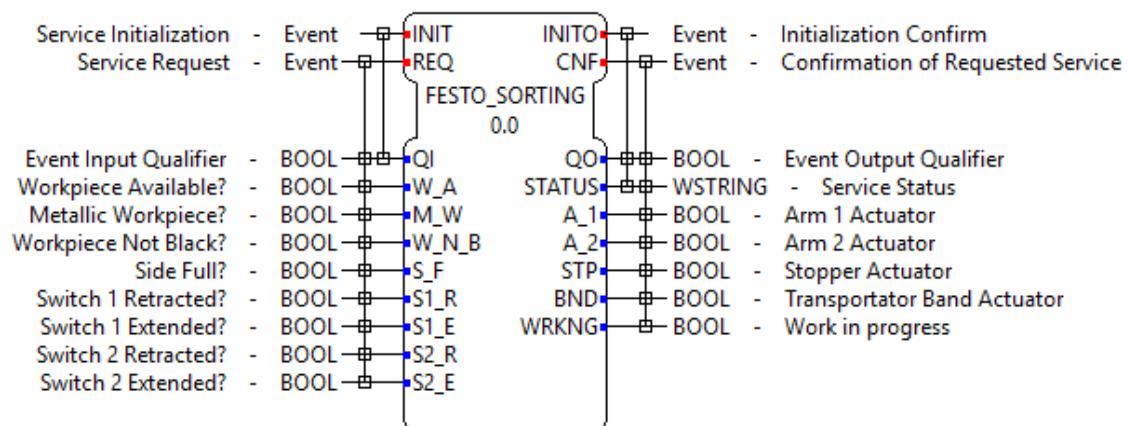 Service Initialization - Event INIT INITO Event - Initialization Confirm
Service Request - Event REQ CNF Event - Confirmation of Requested Service
FESTO_SORTING
0.0
Event Input Qualifier - BOOL QI QO BOOL - Event Output Qualifier
Workpiece Available? - BOOL W_A STATUS WSTRING - Service Status
Metallic Workpiece? - BOOL M_W A_1 BOOL - Arm 1 Actuator
Workpiece Not Black? - BOOL W_N_B A_2 BOOL - Arm 2 Actuator
Side Full? - BOOL S_F STP BOOL - Stopper Actuator
Switch 1 Retracted? - BOOL S1_R BND BOOL - Transportator Band Actuator
Switch 1 Extended? - BOOL S1_E WRKNG BOOL - Work in progress
Switch 2 Retracted? - BOOL S2_R
Switch 2 Extended? - BOOL S2_E